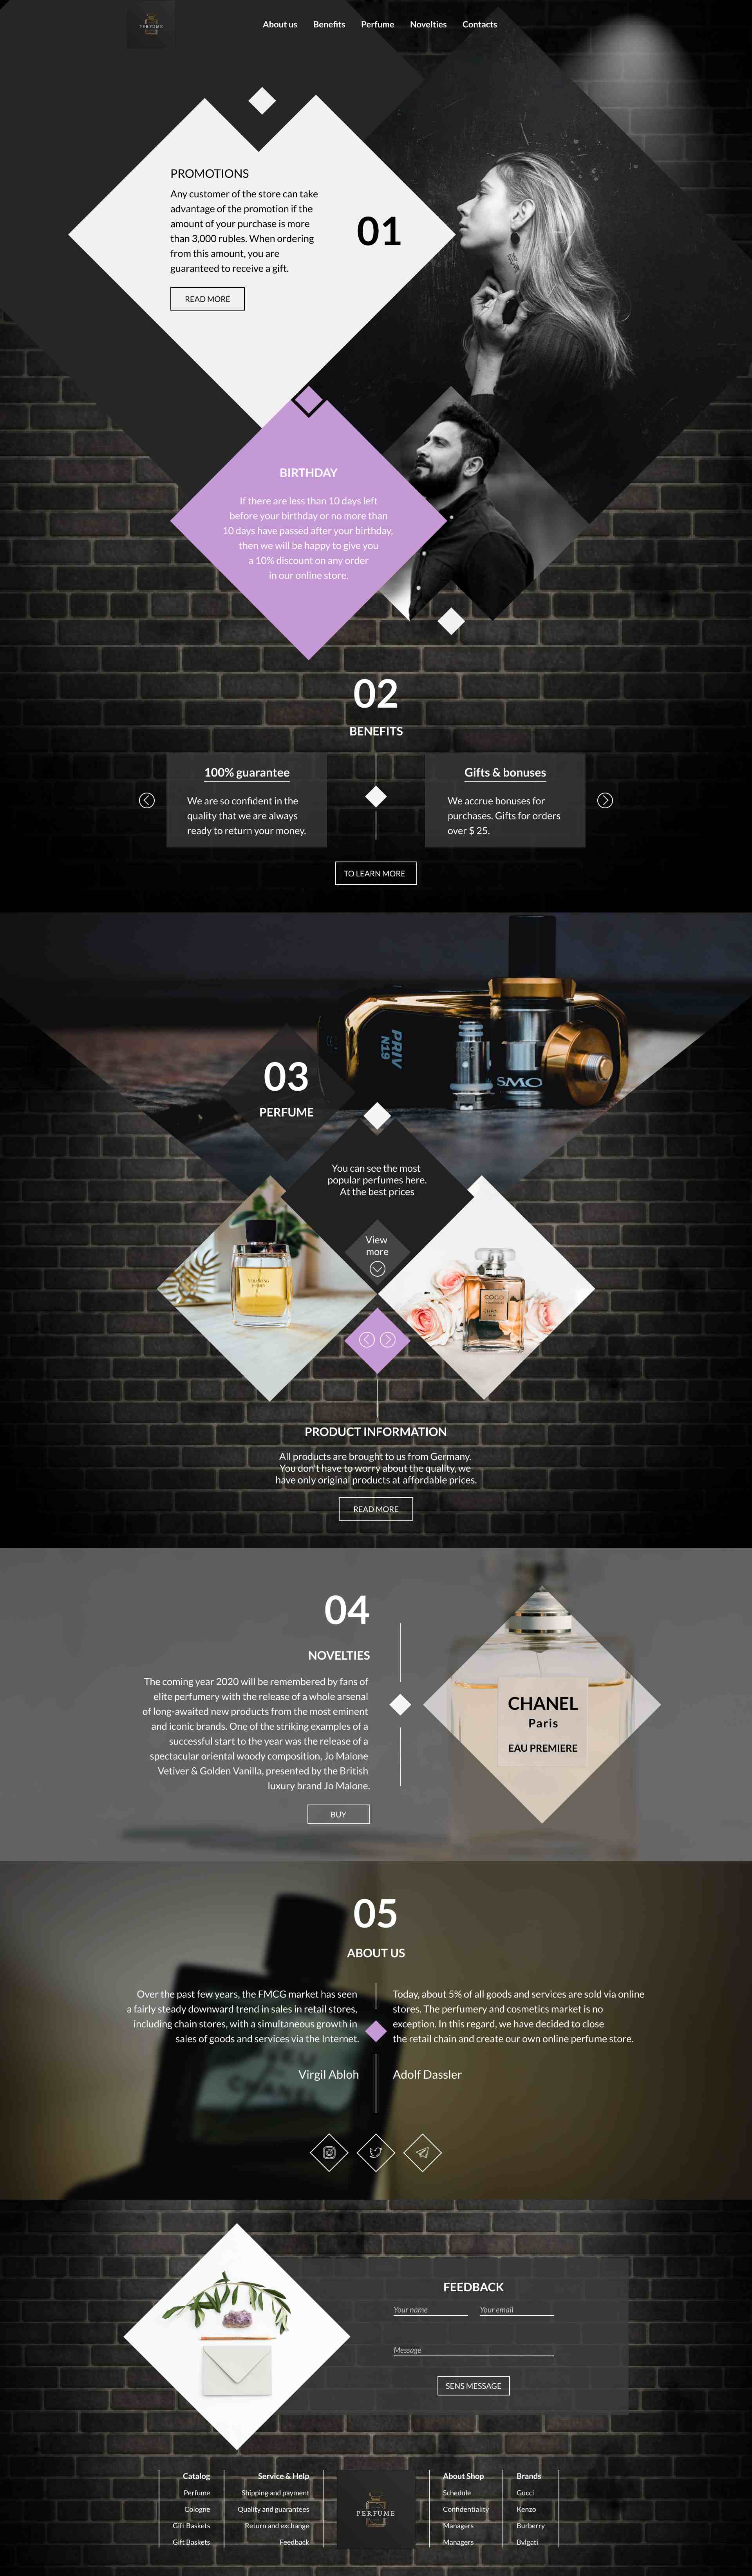 PERFUME
About us Benefits Perfume Novelties Contacts
PROMOTIONS
Any customer of the store can take
advantage of the promotion if the
amount of your purchase is more
than 3,000 rubles. When ordering
from this amount, you are
guaranteed to receive a gift.
READ MORE
01
BIRTHDAY
If there are less than 10 days left
before your birthday or no more than
10 days have passed after your birthday,
then we will be happy to give you
a 10% discount on any order
in our online store.
02
BENEFITS
100% guarantee
We are so confident in the
quality that we are always
ready to return your money.
Gifts & bonuses
We accrue bonuses for
purchases. Gifts for orders
over $ 25.
TO LEARN MORE
PRIV
N19
SMO
03
PERFUME
You can see the most
popular perfumes here.
At the best prices
View
more
VERA WANG
COCO
CHANEL
PRODUCT INFORMATION
All products are brought to us from Germany.
You don't have to worry about the quality, we
have only original products at affordable prices.
READ MORE
04
NOVELTIES
The coming year 2020 will be remembered by fans of
elite perfumery with the release of a whole arsenal
of long-awaited new products from the most eminent
and iconic brands. One of the striking examples of a
successful start to the year was the release of a
spectacular oriental woody composition, Jo Malone
Vetiver & Golden Vanilla, presented by the British
luxury brand Jo Malone.
BUY
CHANEL
Paris
EAU PREMIERE
05
ABOUT US
Over the past few years, the FMCG market has seen
a fairly steady downward trend in sales in retail stores,
including chain stores, with a simultaneous growth in
sales of goods and services via the Internet.
Virgil Abloh
Today, about 5% of all goods and services are sold via online
stores. The perfumery and cosmetics market is no
exception. In this regard, we have decided to close
the retail chain and create our own online perfume store.
Adolf Dassler
CHANEL
FEEDBACK
Your name Your email
Message
SENS MESSAGE
Catalog
Perfume
Cologne
Gift Baskets
Gift Baskets
Service & Help
Shipping and payment
Quality and guarantees
Return and exchange
Feedback
PERFUME
About Shop
Schedule
Confidentiality
Managers
Managers
Brands
Gucci
Kenzo
Burberry
Bvlgati